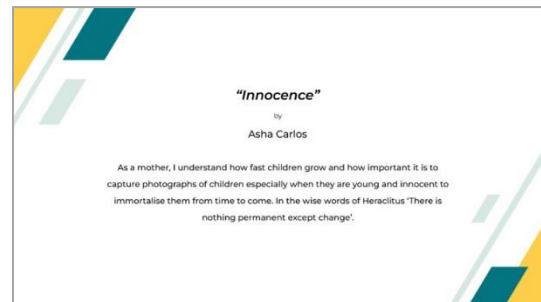 “Innocence”
by
Asha Carlos
As a mother, I understand how fast children grow and how important it is to
capture photographs of children especially when they are young and innocent to
immortalise them from time to come. In the wise words of Heraclitus ‘There is
nothing permanent except change’.